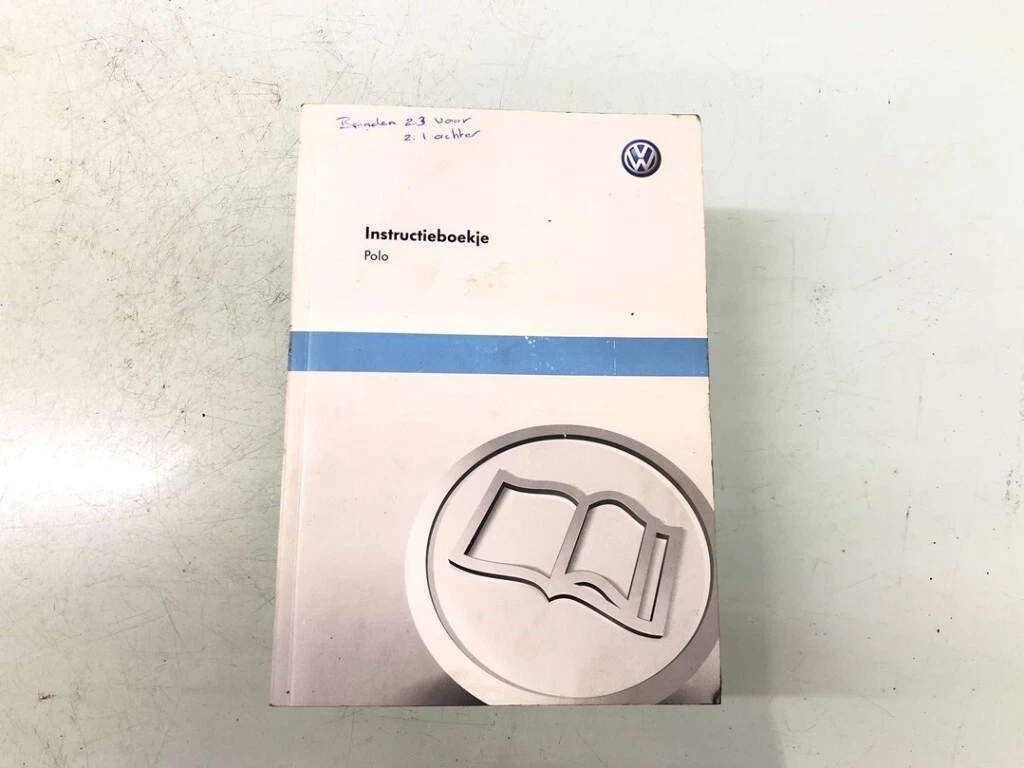 Banden 2.3 voor
2.1 achter
Instructieboekje
Polo